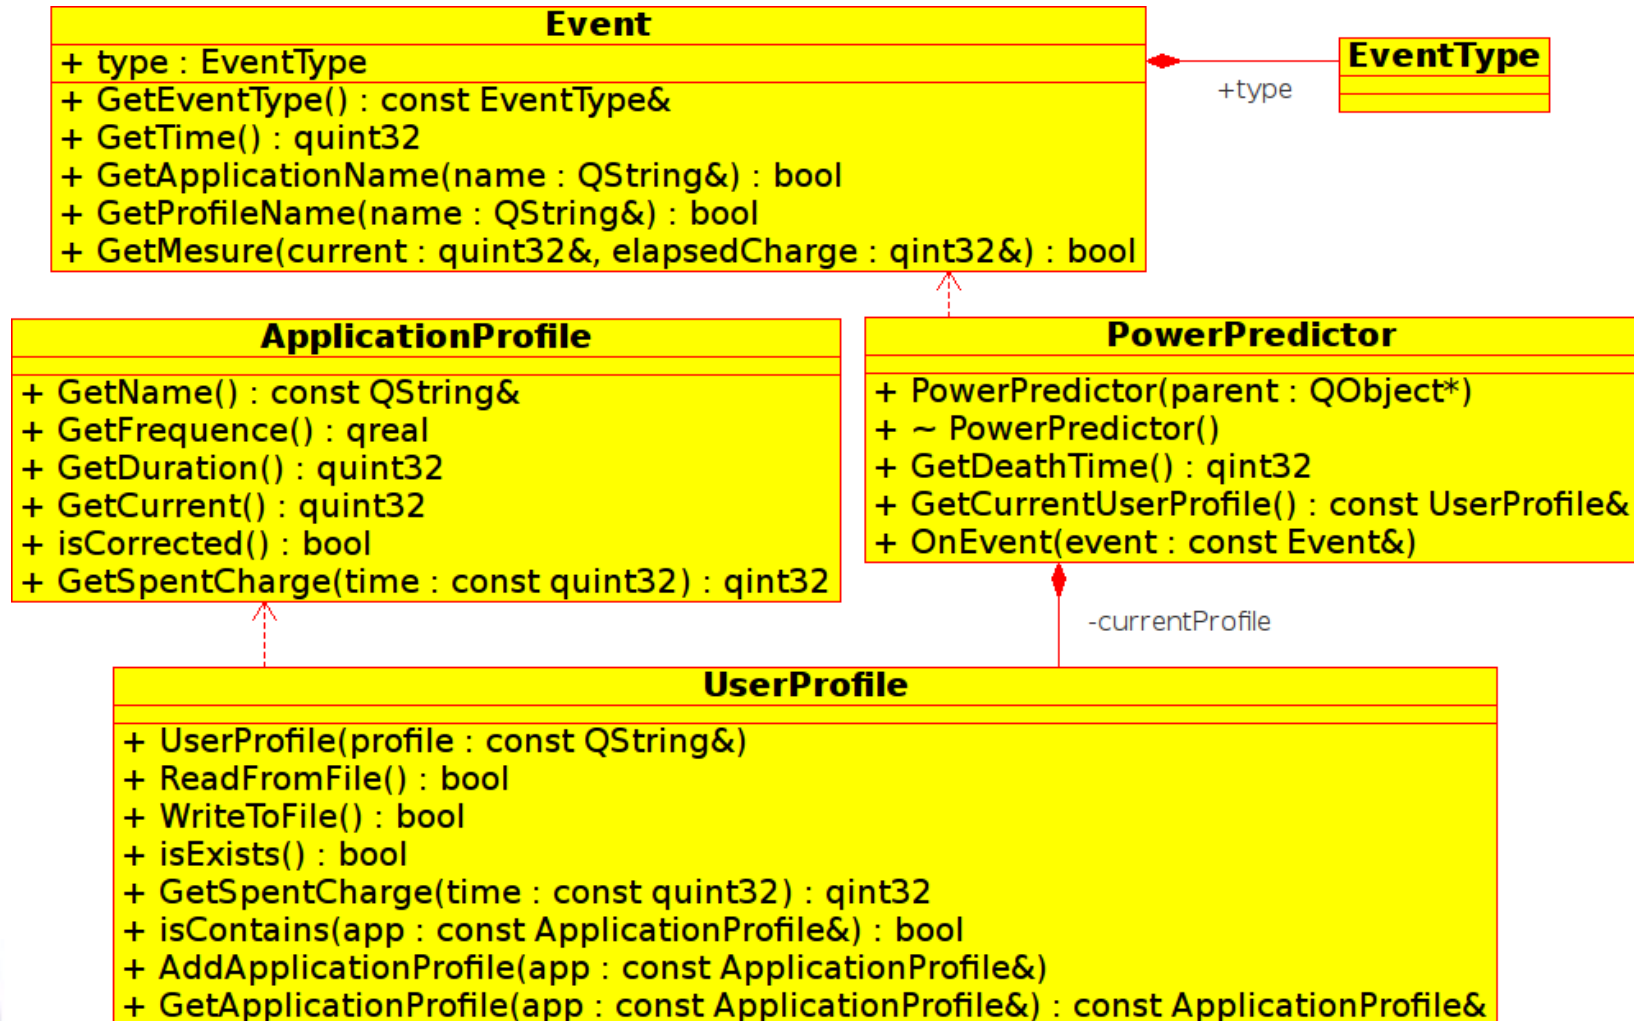 Event
+ type : EventType
+ GetEventType() : const EventType&
+ GetTime() : quint32
+ GetApplicationName(name : QString&) : bool
+ GetProfileName(name : QString&) : bool
+ GetMesure(current : quint32&, elapsedCharge : qint32&) : bool
+type
EventType
ApplicationProfile
+ GetName() : const QString&
+ GetFrequence() : qreal
+ GetDuration() : quint32
+ GetCurrent() : quint32
+ isCorrected() : bool
+ GetSpentCharge(time : const quint32) : qint32
PowerPredictor
+ PowerPredictor(parent : QObject*)
+ ~ PowerPredictor()
+ GetDeathTime() : qint32
+ GetCurrentUserProfile() : const UserProfile&
+ OnEvent(event : const Event&)
-currentProfile
UserProfile
+ UserProfile(profile : const QString&)
+ ReadFromFile() : bool
+ WriteToFile() : bool
+ isExists() : bool
+ GetSpentCharge(time : const quint32) : qint32
+ isContains(app : const ApplicationProfile&) : bool
+ AddApplicationProfile(app : const ApplicationProfile&)
+ GetApplicationProfile(app : const ApplicationProfile&) : const ApplicationProfile&